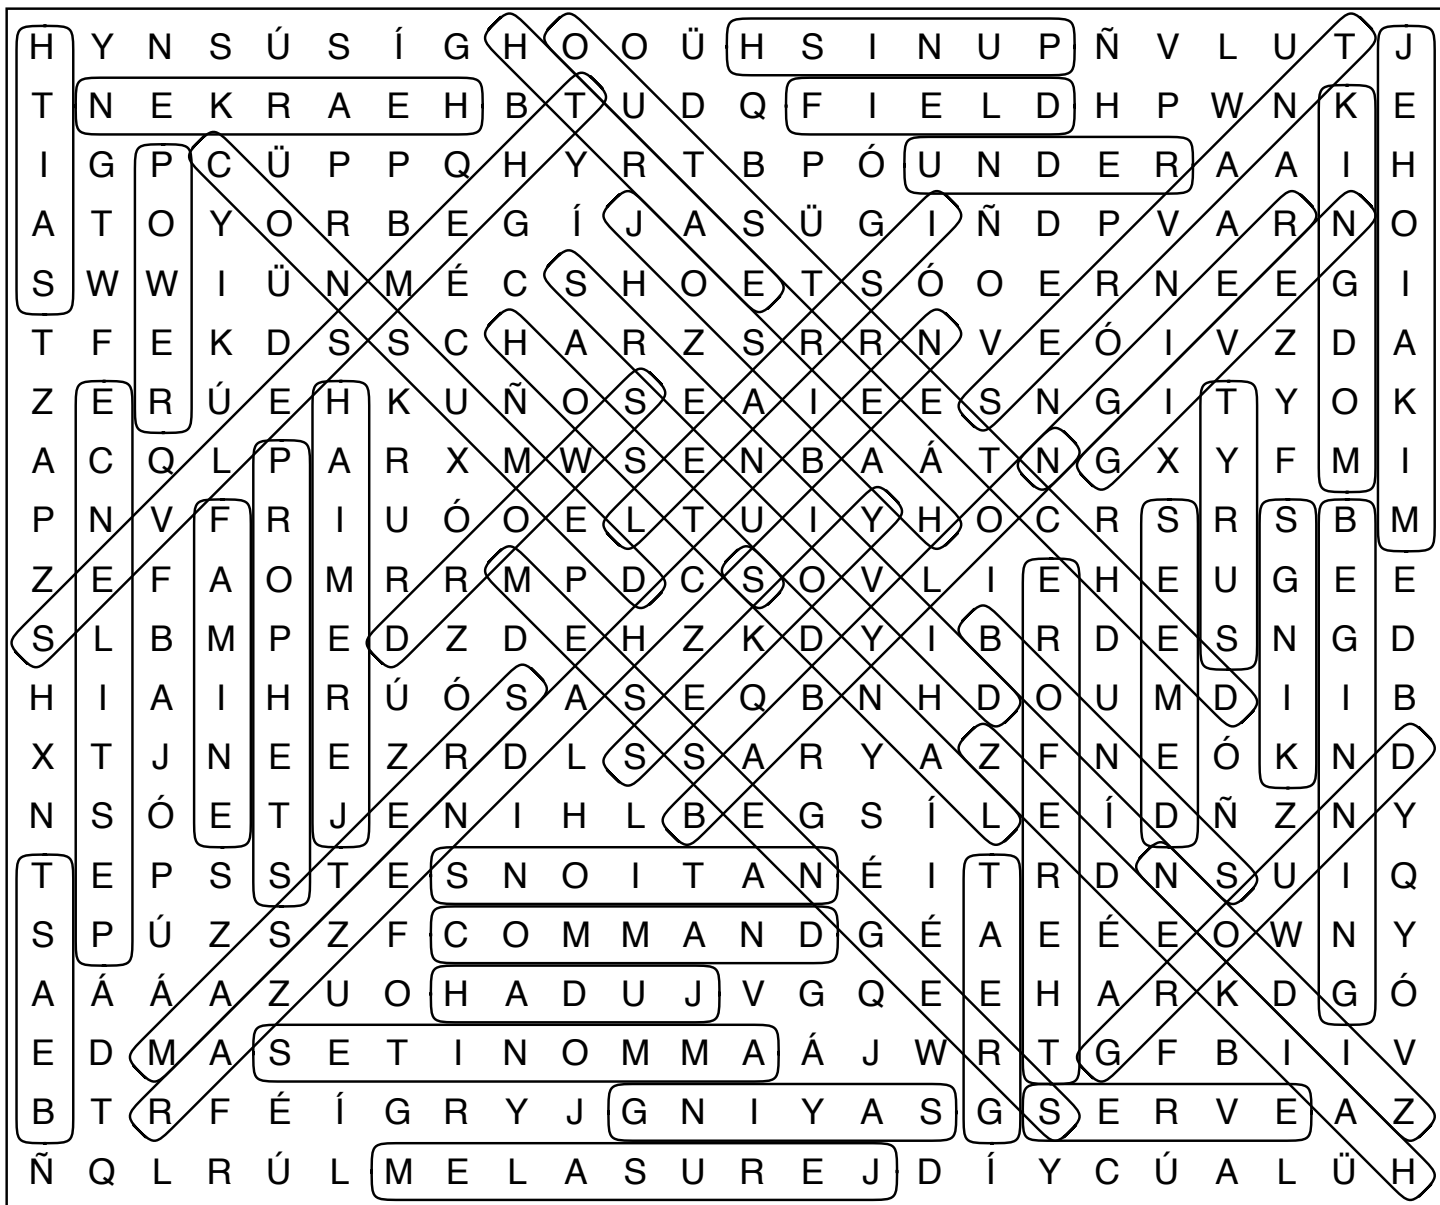 H Y N S Ú S Í G H O O Ü H S I N U P Ñ V L U T J
T N E K R A E H B T U D Q F I E L D H P W N K E
I G P C Ü P P Q H Y R T B P Ó U N D E R A A I H
A T O Y O R B E G Í J A S Ü G I Ñ D P V A R N O
S W W I Ü N M É C S H O E T S Ó O E R N E E G I
T F E K D S S C H A R Z S R R N V E Ó I V Z D A
Z E R Ú E H K U Ñ O S E A I E E S N G I T Y O K
A C Q L P A R X M W S E N B A Á T N G X Y F M I
P N V F R I U Ó O E L T U I Y H O C R S R S B M
Z E F A O M R R M P D C S O V L I E H E U G E E
S L B M P E D Z D E H Z K D Y I B R D E S N G D
H I A I H R Ú Ó S A S E Q B N H D O U M D I I B
X T J N E E Z R D L S S A R Y A Z F N E Ó K N D
N S Ó E T J E N I H L B E G S Í L E Í D Ñ Z N Y
T E P S S T E S N O I T A N É I T R D N S U I Q
S P Ú Z S Z F C O M M A N D G É A E É E O W N Y
A Á Á A Z U O H A D U J V G Q E E H A R K D G Ó
E D M A S E T I N O M M A Á J W R T G F B I I V
B T R F É Í G R Y J G N I Y A S G S E R V E A Z
Ñ Q L R Ú L M E L A S U R E J D Í Y C Ú A L Ü H